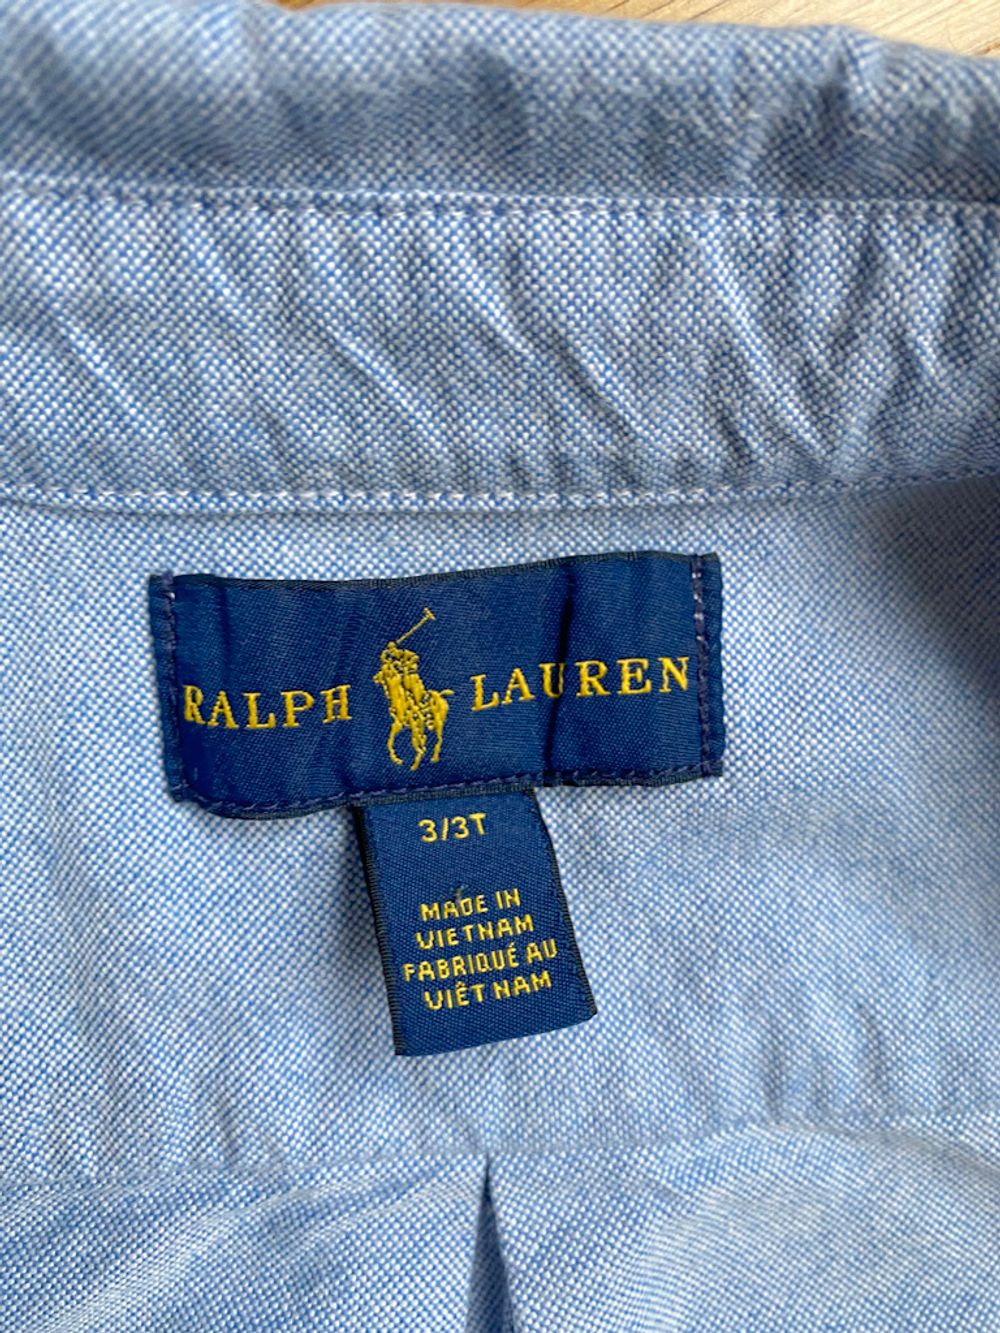 RALPH LAUREN
3/3T
MADE IN
VIETNAM
FABRIQUÉ AU
VIÊT NAM